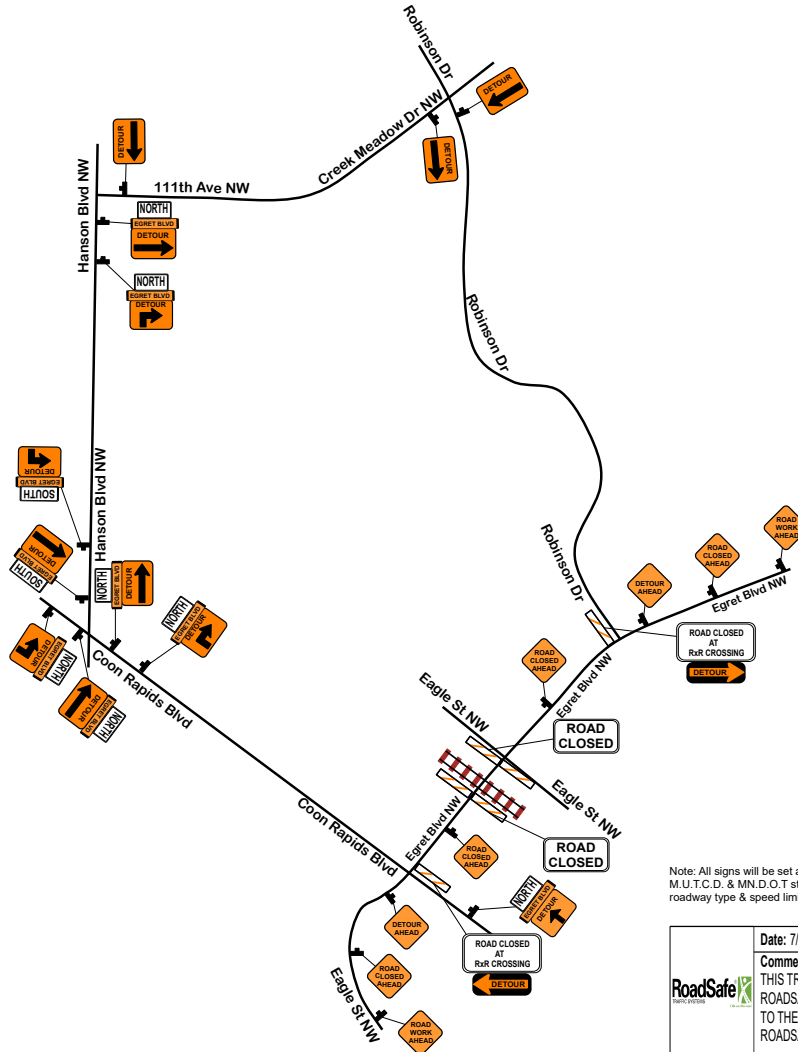 Robinson Dr
DETOUR
DETOUR
Creek Meadow Dr NW
DETOUR
111th Ave NW
Hanson Blvd NW
NORTH
EGRET BLVD
DETOUR
NORTH
EGRET BLVD
DETOUR
Robinson Dr
DETOUR
EGRET BLVD
SOUTH
Hanson Blvd NW
DETOUR
EGRET BLVD
SOUTH
NORTH
EGRET BLVD
DETOUR
NORTH
EGRET BLVD
DETOUR
DETOUR
EGRET BLVD
NORTH
DETOUR
EGRET BLVD
NORTH
Coon Rapids Blvd
Robinson Dr
ROAD
WORK
AHEAD
ROAD
CLOSED
AHEAD
DETOUR
AHEAD
Egret Blvd NW
ROAD CLOSED
AT
RxR CROSSING
DETOUR
ROAD
CLOSED
AHEAD
Egret Blvd NW
Eagle St NW
ROAD
CLOSED
Eagle St NW
Coon Rapids Blvd
Egret Blvd NW
ROAD
CLOSED
AHEAD
ROAD
CLOSED
NORTH
EGRET BLVD
DETOUR
DETOUR
AHEAD
ROAD CLOSED
AT
RxR CROSSING
DETOUR
ROAD
CLOSED
AHEAD
Eagle St NW
ROAD
WORK
AHEAD
Note: All signs will be set a
M.U.T.C.D. & MN.D.O.T st
roadway type & speed lim
RoadSafe
TRAFFIC SYSTEMS
Date: 7/
Comme
THIS TR
ROADSA
TO THE
ROADSA